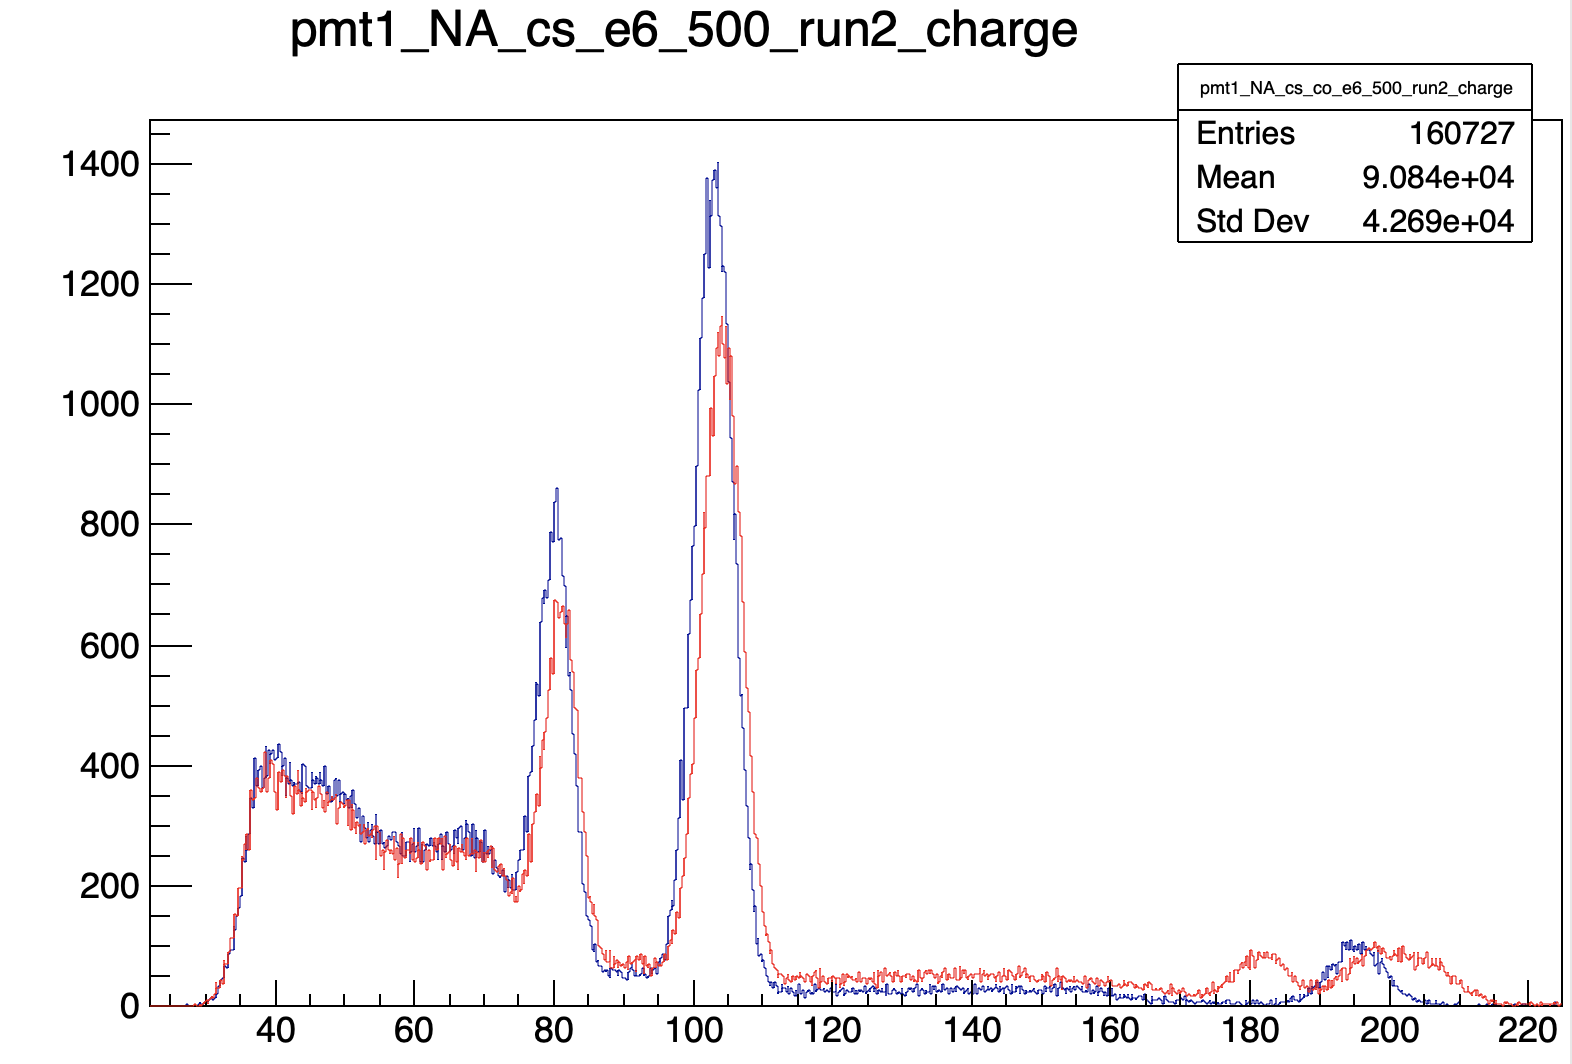 pmt1_NA_cs_e6_500_run2_charge
pmt1_NA_cs_co_e6_500_run2_charge
Entries 160727
Mean 9.084e+04
Std Dev 4.269e+04
1400
1200
1000
800
600
400
200
0
40 60 80 100 120 140 160 180 200 220